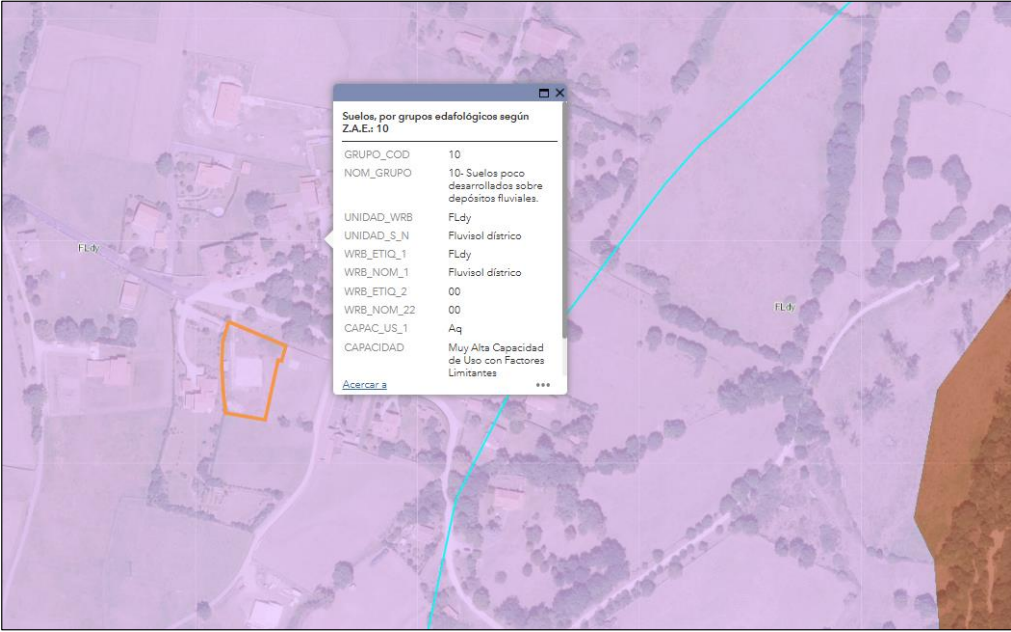 Suelos, por grupos edafológicos según
Z.A.E.: 10
GRUPO_COD 10
NOM_GRUPO 10- Suelos poco
desarrollados sobre
depósitos fluviales.
UNIDAD_WRB FLdy
UNIDAD_S_N Fluvisol dístrico
WRB_ETIQ_1 FLdy
WRB_NOM_1 Fluvisol dístrico
WRB_ETIQ_2 00
WRB_NOM_22 00
CAPAC_US_1 Aq
CAPACIDAD Muy Alta Capacidad
de Uso con Factores
Limitantes
Acercar a
FLdy
FLdy